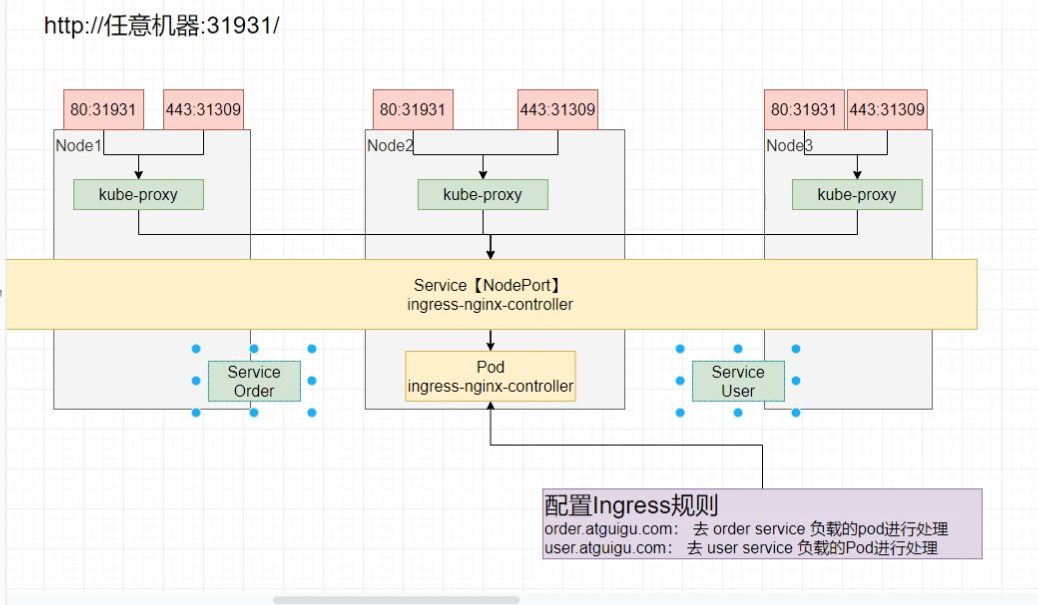 http://任意机器:31931/
80:31931
443:31309
80:31931
443:31309
80:31931
443:31309
Node1
Node2
Node3
kube-proxy
kube-proxy
kube-proxy
Service【NodePort】
ingress-nginx-controller
Service
Order
Pod
ingress-nginx-controller
Service
User
配置Ingress规则
order.atguigu.com： 去 order service 负载的pod进行处理
user.atguigu.com： 去 user service 负载的Pod进行处理